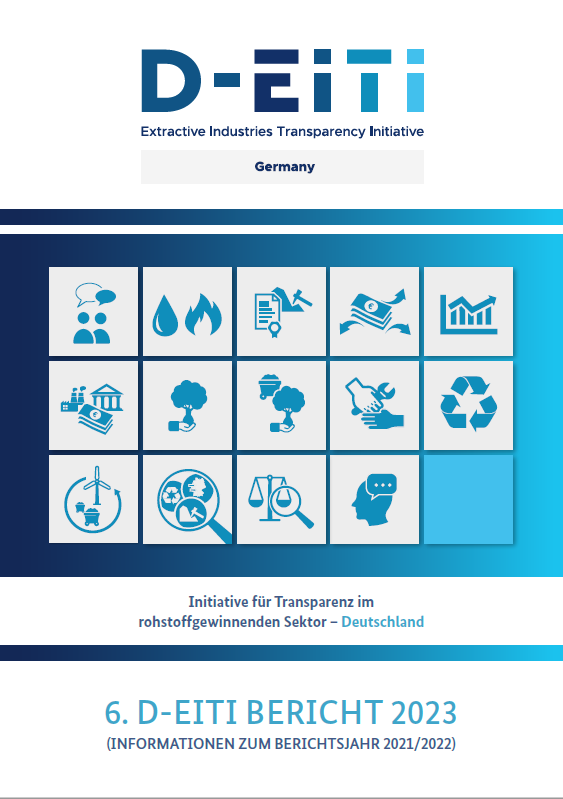 D-EITI
Extractive Industries Transparency Initiative
Germany
Initiative für Transparenz im
rohstoffgewinnenden Sektor – Deutschland
6. D-EITI BERICHT 2023
(INFORMATIONEN ZUM BERICHTSJAHR 2021/2022)